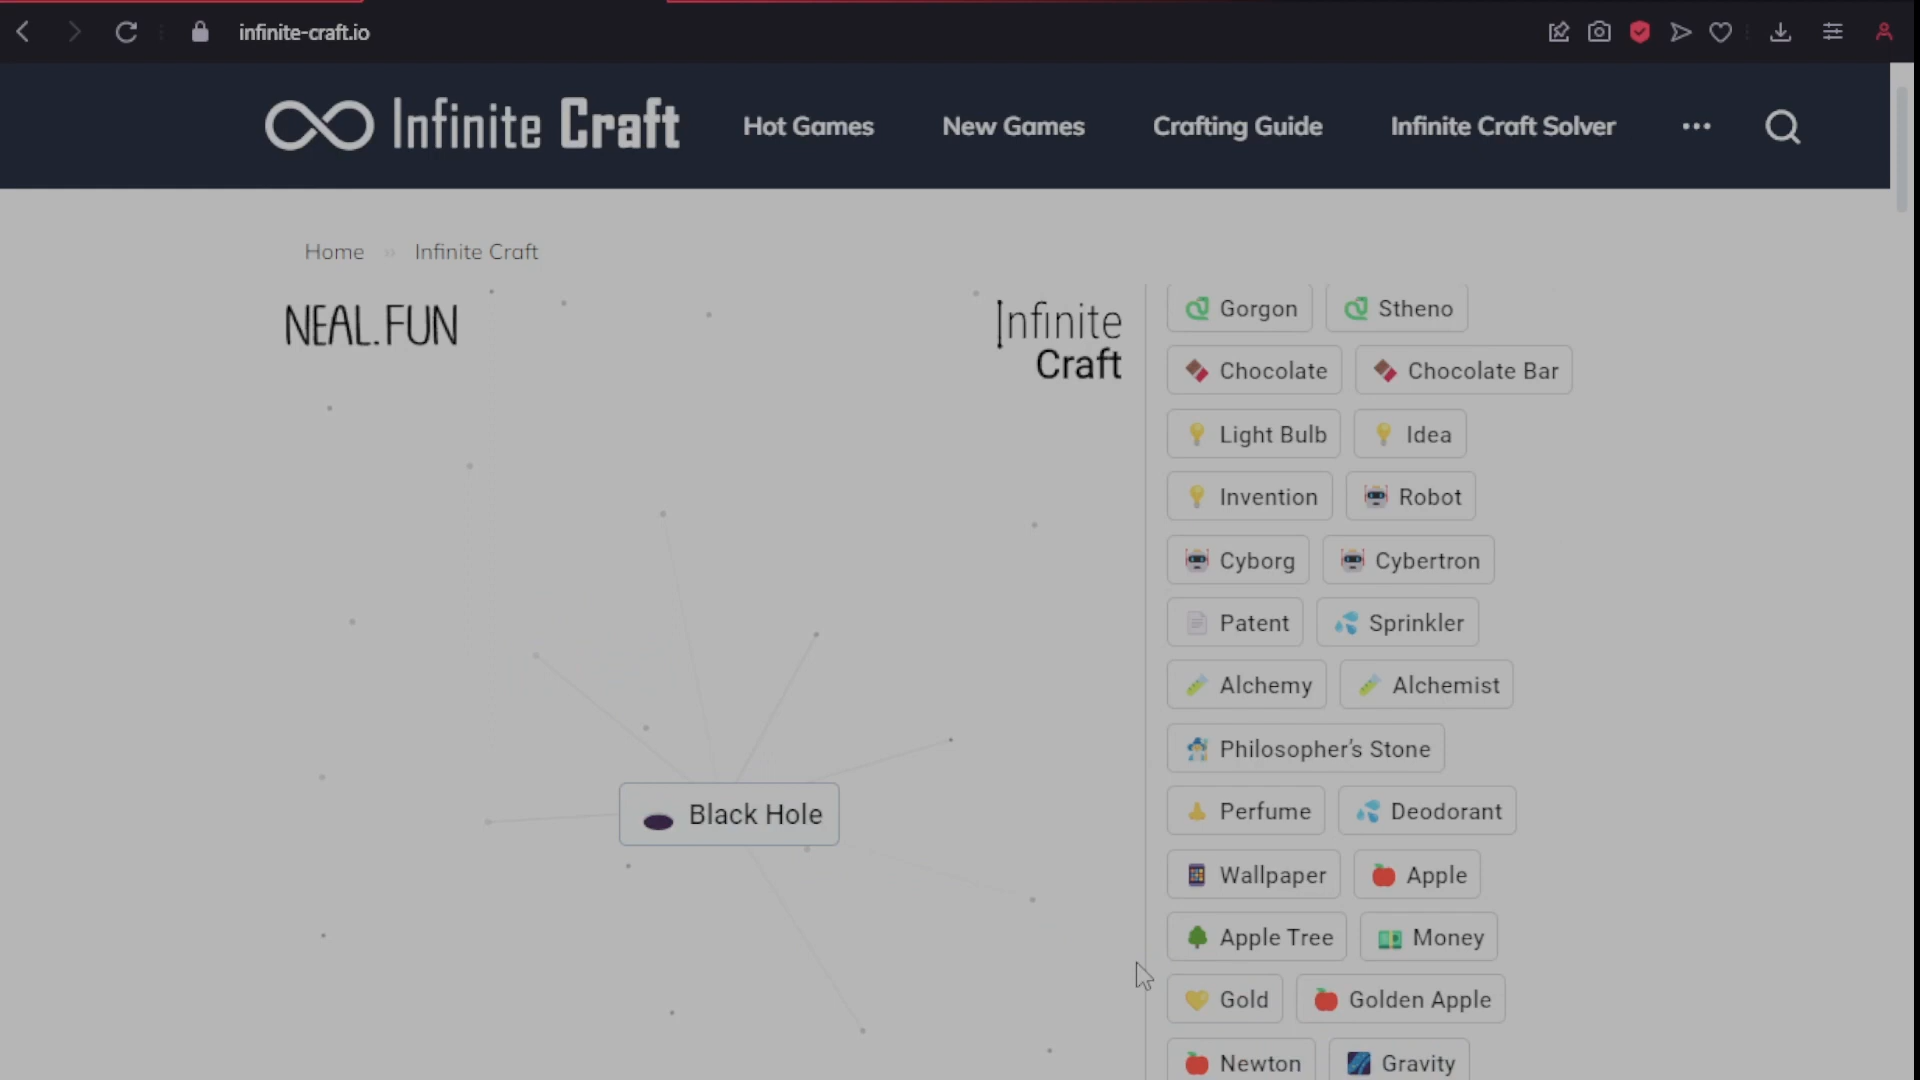 infinite-craft.io
Infinite Craft
Hot Games
New Games
Crafting Guide
Infinite Craft Solver
Home » Infinite Craft
NEAL.FUN
Infinite
Craft
Gorgon
Stheno
Chocolate
Chocolate Bar
Light Bulb
Idea
Invention
Robot
Cyborg
Cybertron
Patent
Sprinkler
Alchemy
Alchemist
Philosopher's Stone
Perfume
Deodorant
Wallpaper
Apple
Apple Tree
Money
Gold
Golden Apple
Newton
Gravity
Black Hole